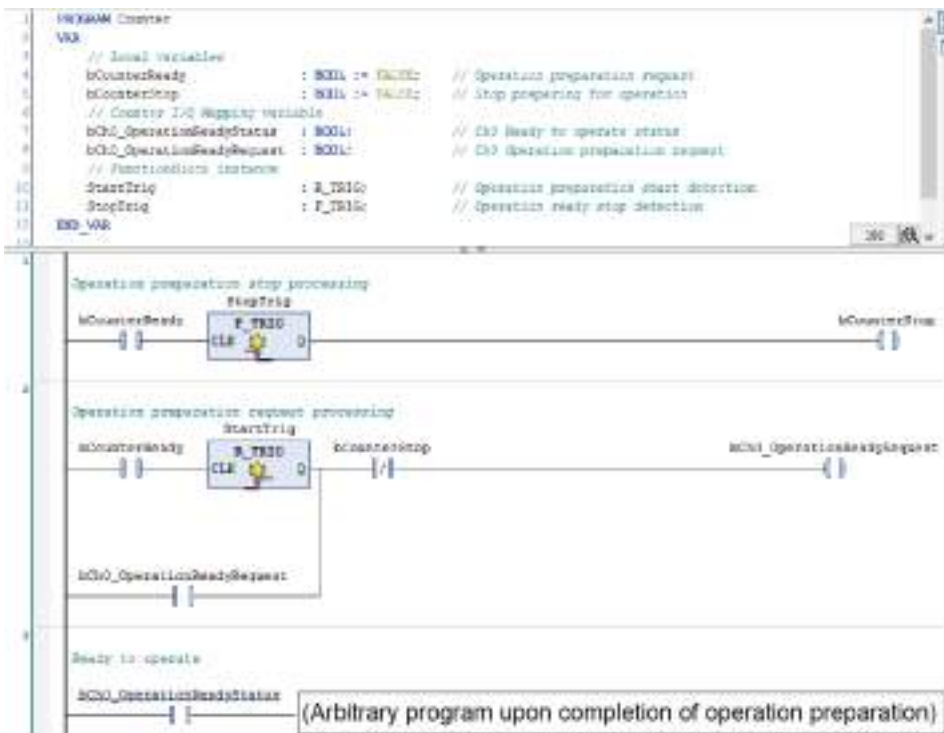 PROGRAM Counter
VAR
// Local variables
bCounterReady : BOOL := FALSE; // Operation preparation request
bCounterStop : BOOL := FALSE; // Stop preparing for operation
// Counter I/O Mapping variable
bCh0_OperationReadyStatus : BOOL; // Ch0 Ready to operate status
bCh0_OperationReadyRequest : BOOL; // Ch0 Operation preparation request
// instance
StartTrig : R_TRIG; // Operation preparation start detection
StopTrig : F_TRIG; // Operation ready stop detection
END_VAR
100
Operation preparation stop processing
StopTrig
bCounterReady F_TRIG bCounterStop
CLK Q
Operation preparation request processing
StartTrig
bCounterReady R_TRIG bCounterStop bCh0_OperationReadyRequest
CLK Q
bCh0_OperationReadyRequest
Ready to operate
bCh0_OperationReadyStatus
(Arbitrary program upon completion of operation preparation)